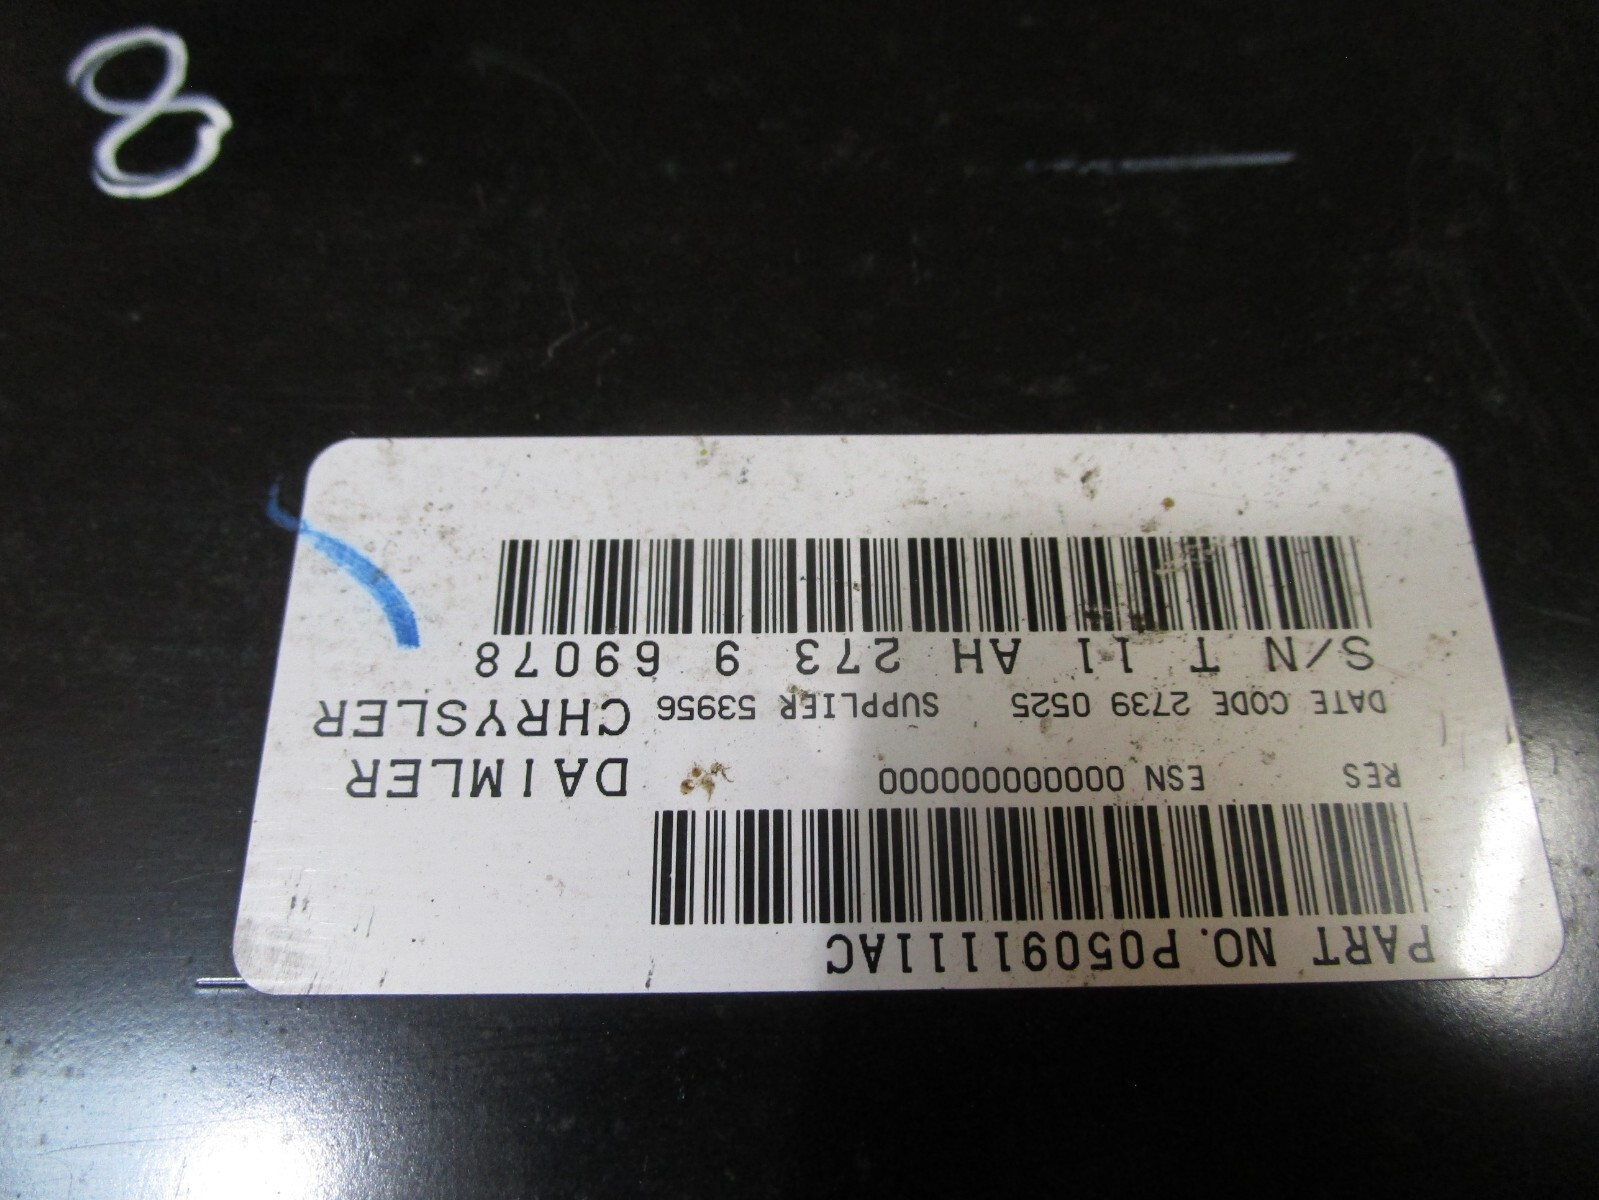 8
PART NO. P05091111AC
RES ESN 00000000000
DAIMLER
CHRYSLER
DATE CODE 2739 0525 SUPPLIER 53956
S/N T 11 AH 273 9 69078